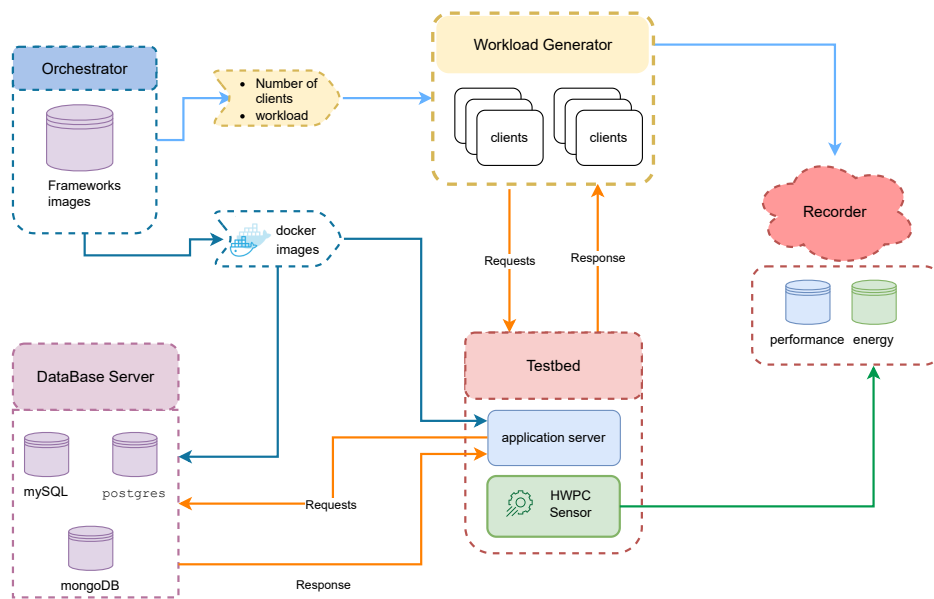 Workload Generator
Orchestrator
Number of
clients
workload
clients
clients
Frameworks
images
Recorder
docker
images
Requests
Response
performance
energy
DataBase Server
Testbed
application server
mySQL
postgres
HWPC
Sensor
Requests
mongoDB
Response